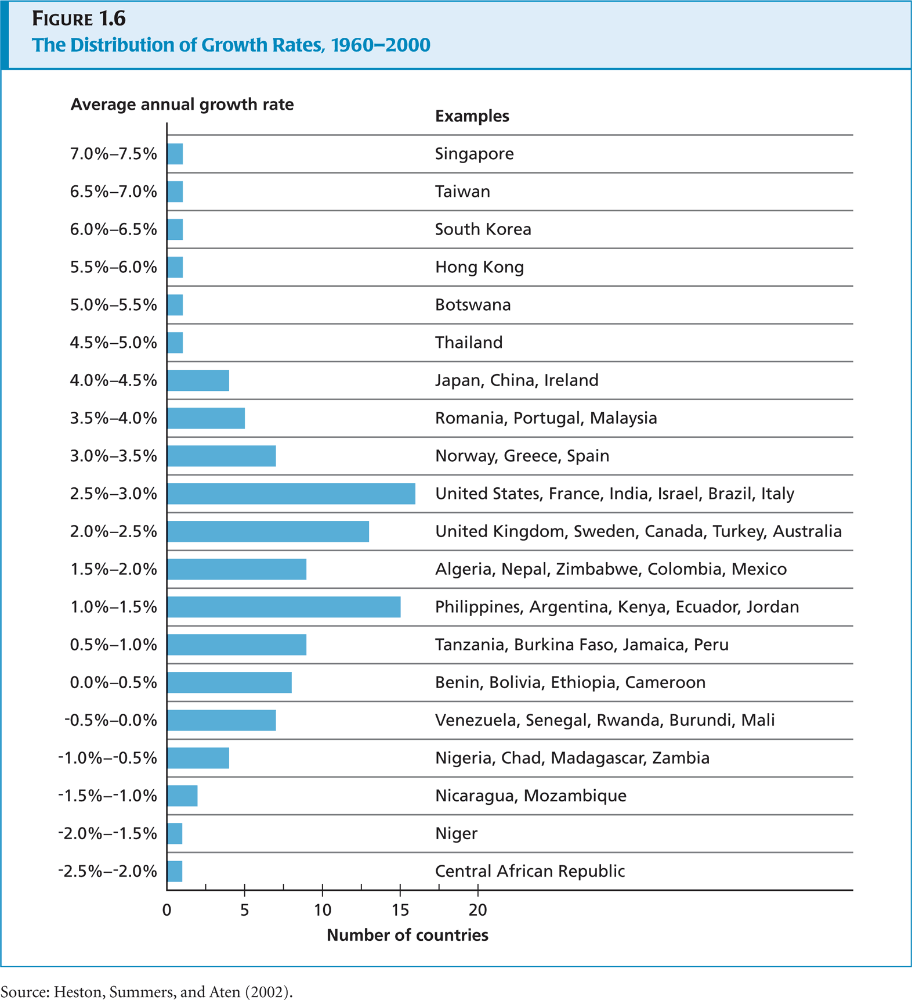 FIGURE 1.6
The Distribution of Growth Rates, 1960–2000
Average annual growth rate
Examples
7.0%–7.5% Singapore
6.5%–7.0% Taiwan
6.0%–6.5% South Korea
5.5%–6.0% Hong Kong
5.0%–5.5% Botswana
4.5%–5.0% Thailand
4.0%–4.5% Japan, China, Ireland
3.5%–4.0% Romania, Portugal, Malaysia
3.0%–3.5% Norway, Greece, Spain
2.5%–3.0% United States, France, India, Israel, Brazil, Italy
2.0%–2.5% United Kingdom, Sweden, Canada, Turkey, Australia
1.5%–2.0% Algeria, Nepal, Zimbabwe, Colombia, Mexico
1.0%–1.5% Philippines, Argentina, Kenya, Ecuador, Jordan
0.5%–1.0% Tanzania, Burkina Faso, Jamaica, Peru
0.0%–0.5% Benin, Bolivia, Ethiopia, Cameroon
-0.5%–0.0% Venezuela, Senegal, Rwanda, Burundi, Mali
-1.0%–-0.5% Nigeria, Chad, Madagascar, Zambia
-1.5%–-1.0% Nicaragua, Mozambique
-2.0%–-1.5% Niger
-2.5%–-2.0% Central African Republic
0 5 10 15 20
Number of countries
Source: Heston, Summers, and Aten (2002).